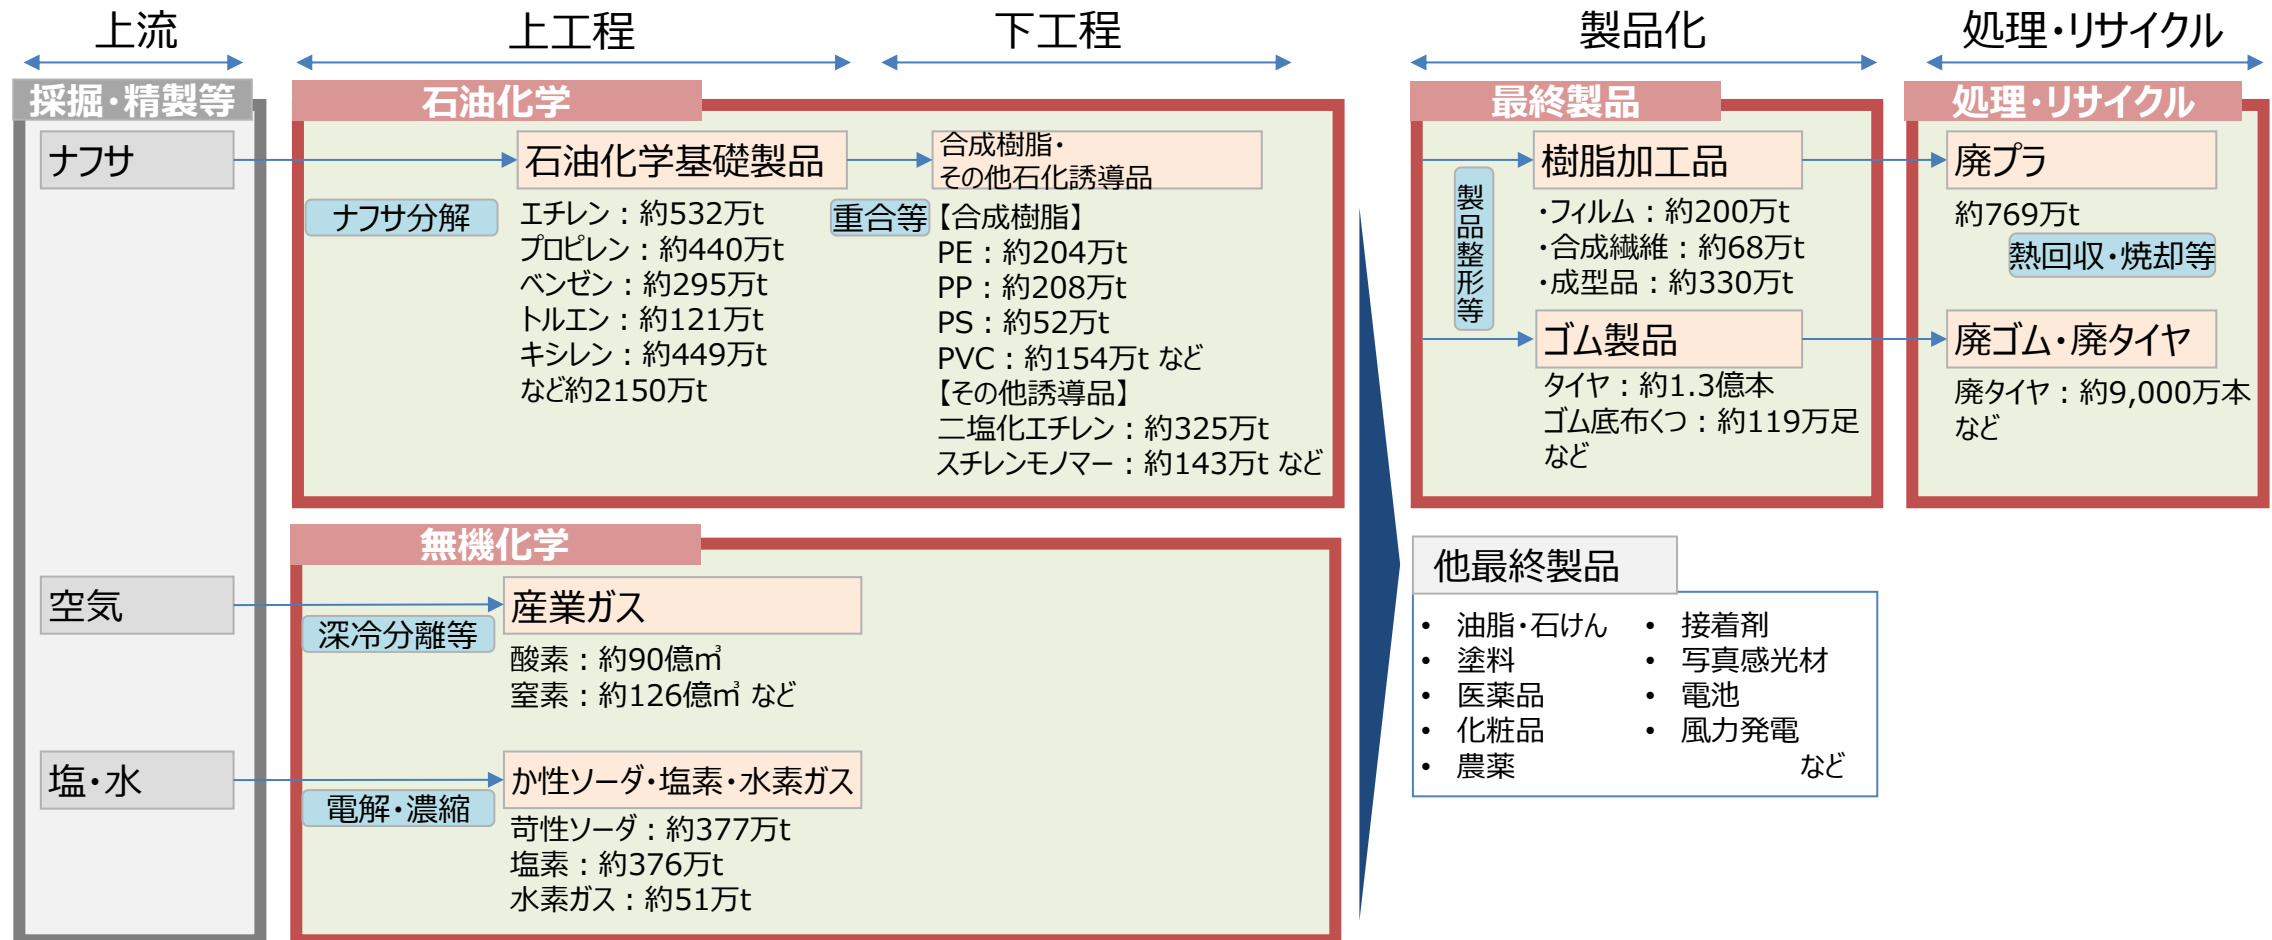 上流
上工程
下工程
製品化
処理・リサイクル
採掘・精製等
ナフサ
空気
塩・水
石油化学
ナフサ分解
石油化学基礎製品
エチレン：約532万t
プロピレン：約440万t
ベンゼン：約295万t
トルエン：約121万t
キシレン：約449万t
など約2150万t
重合等
合成樹脂・
その他石化誘導品
【合成樹脂】
PE：約204万t
PP：約208万t
PS：約52万t
PVC：約154万t など
【その他誘導品】
二塩化エチレン：約325万t
スチレンモノマー：約143万t など
無機化学
深冷分離等
産業ガス
酸素：約90億㎥
窒素：約126億㎥ など
電解・濃縮
か性ソーダ・塩素・水素ガス
苛性ソーダ：約377万t
塩素：約376万t
水素ガス：約51万t
最終製品
製品整形等
樹脂加工品
・フィルム：約200万t
・合成繊維：約68万t
・成型品：約330万t
ゴム製品
タイヤ：約1.3億本
ゴム底布くつ：約119万足
など
処理・リサイクル
廃プラ
約769万t
熱回収・焼却等
廃ゴム・廃タイヤ
廃タイヤ：約9,000万本
など
他最終製品
• 油脂・石けん
• 塗料
• 医薬品
• 化粧品
• 農薬
• 接着剤
• 写真感光材
• 電池
• 風力発電
など